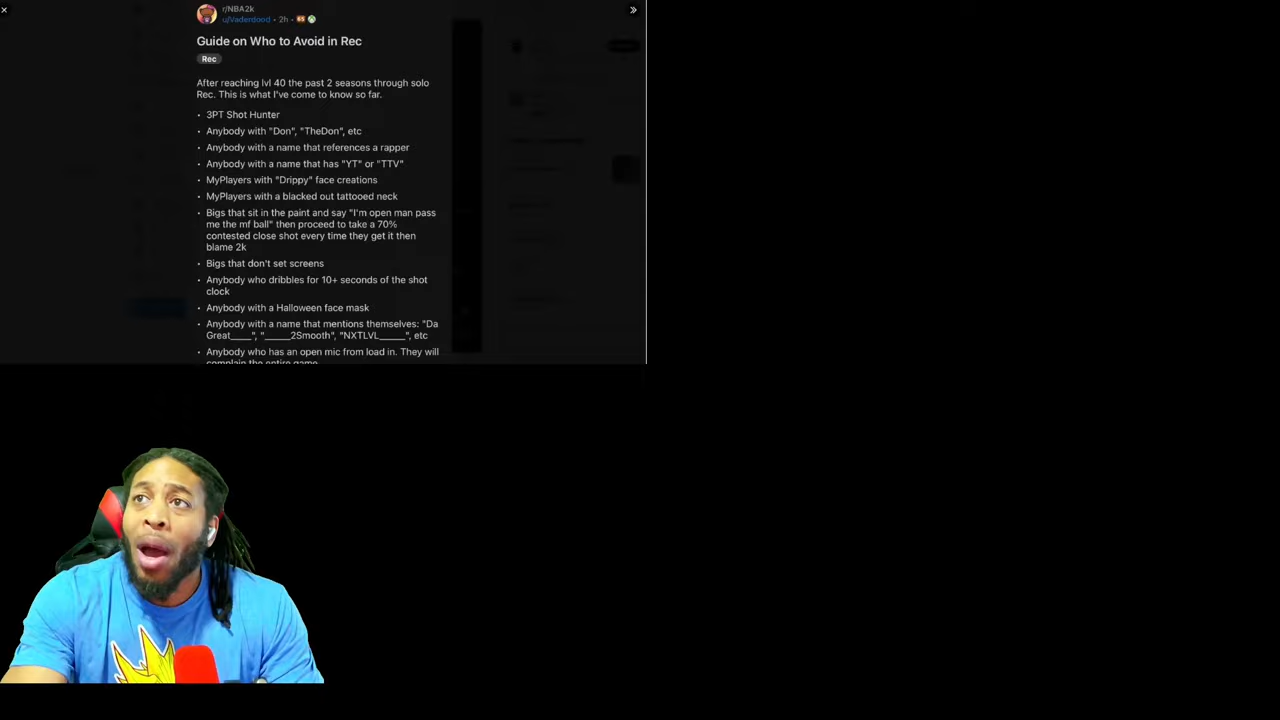 r/NBA2k
u/Vaderdood • 2h •
Guide on Who to Avoid in Rec
Rec
After reaching lvl 40 the past 2 seasons through solo
Rec. This is what I've come to know so far.
• 3PT Shot Hunter
• Anybody with "Don", "TheDon", etc
• Anybody with a name that references a rapper
• Anybody with a name that has "YT" or "TTV"
• MyPlayers with "Drippy" face creations
• MyPlayers with a blacked out tattooed neck
• Bigs that sit in the paint and say "I'm open man pass
me the mf ball" then proceed to take a 70%
contested close shot every time they get it then
blame 2k
• Bigs that don't set screens
• Anybody who dribbles for 10+ seconds of the shot
clock
• Anybody with a Halloween face mask
• Anybody with a name that mentions themselves: "Da
Great____", "_____2Smooth", "NXTLVL_____", etc
• Anybody who has an open mic from load in. They will
complain the entire game